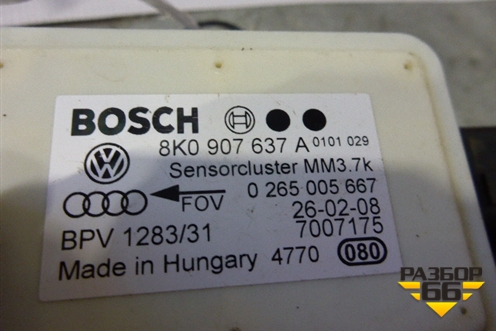 BOSCH
8K0 907 637 A 0101 029
Sensorcluster MM3.7k
FOV 0 265 005 667
26-02-08
BPV 1283/31 7007175
Made in Hungary 4770 080
РАЗБОР
66